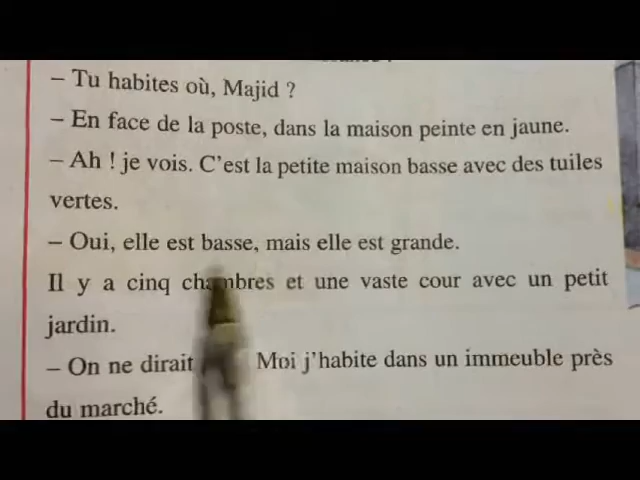 – Tu habites où, Majid ?
– En face de la poste, dans la maison peinte en jaune.
– Ah ! je vois. C’est la petite maison basse avec des tuiles
vertes.
– Oui, elle est basse, mais elle est grande.
Il y a cinq chambres et une vaste cour avec un petit
jardin.
– On ne dirait Moi j’habite dans un immeuble près
du marché.